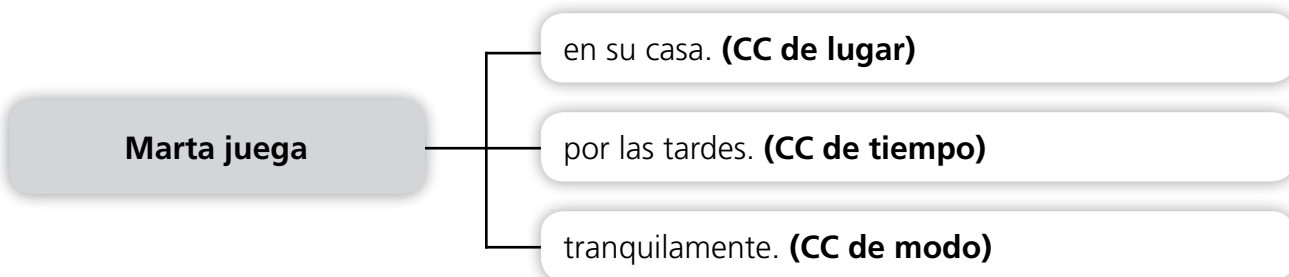 Marta juega
en su casa. (CC de lugar)
por las tardes. (CC de tiempo)
tranquilamente. (CC de modo)